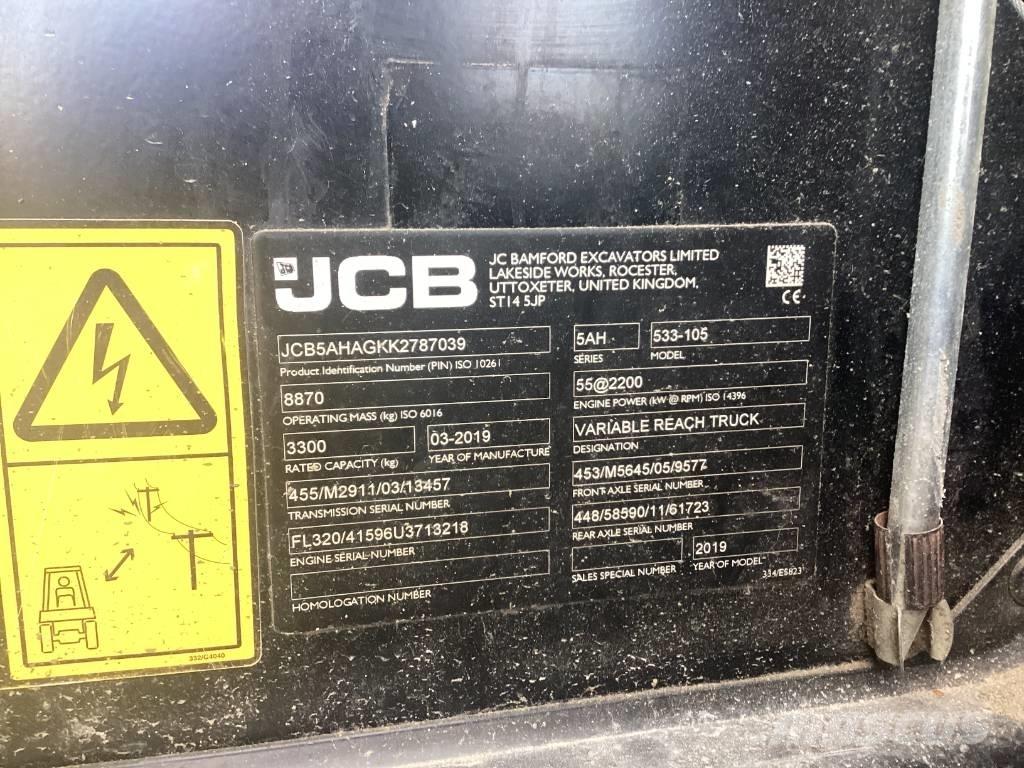 JCB
JC BAMFORD EXCAVATORS LIMITED
LAKESIDE WORKS, ROCESTER,
UTTOXETER, UNITED KINGDOM.
ST14 5JP
CE
JCB5AHAGKK2787039
Product Identification Number (PIN) ISO 10261
8870
OPERATING MASS (kg) ISO 6016
3300
RATED CAPACITY (kg)
03-2019
YEAR OF MANUFACTURE
455/M2911/03/13457
TRANSMISSION SERIAL NUMBER
FL320/41596U3713218
ENGINE SERIAL NUMBER
HOMOLOGATION NUMBER
5AH
SERIES
533-105
MODEL
55@2200
ENGINE POWER (kW @ RPM) ISO 14396
VARIABLE REACH TRUCK
DESIGNATION
453/M5645/05/9577
FRONT AXLE SERIAL NUMBER
448/58590/11/61723
REAR AXLE SERIAL NUMBER
SALES SPECIAL NUMBER
2019
YEAR OF MODEL
334/E5823
332/G4040
mascus